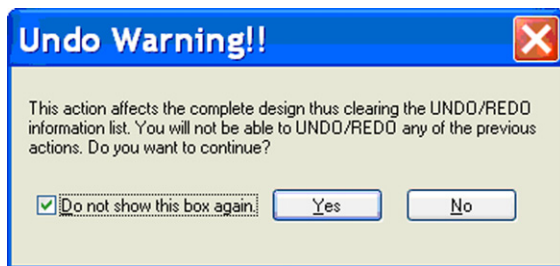 Undo Warning!!
This action affects the complete design thus clearing the UNDO/REDO
information list. You will not be able to UNDO/REDO any of the previous
actions. Do you want to continue?
Do not show this box again. Yes No